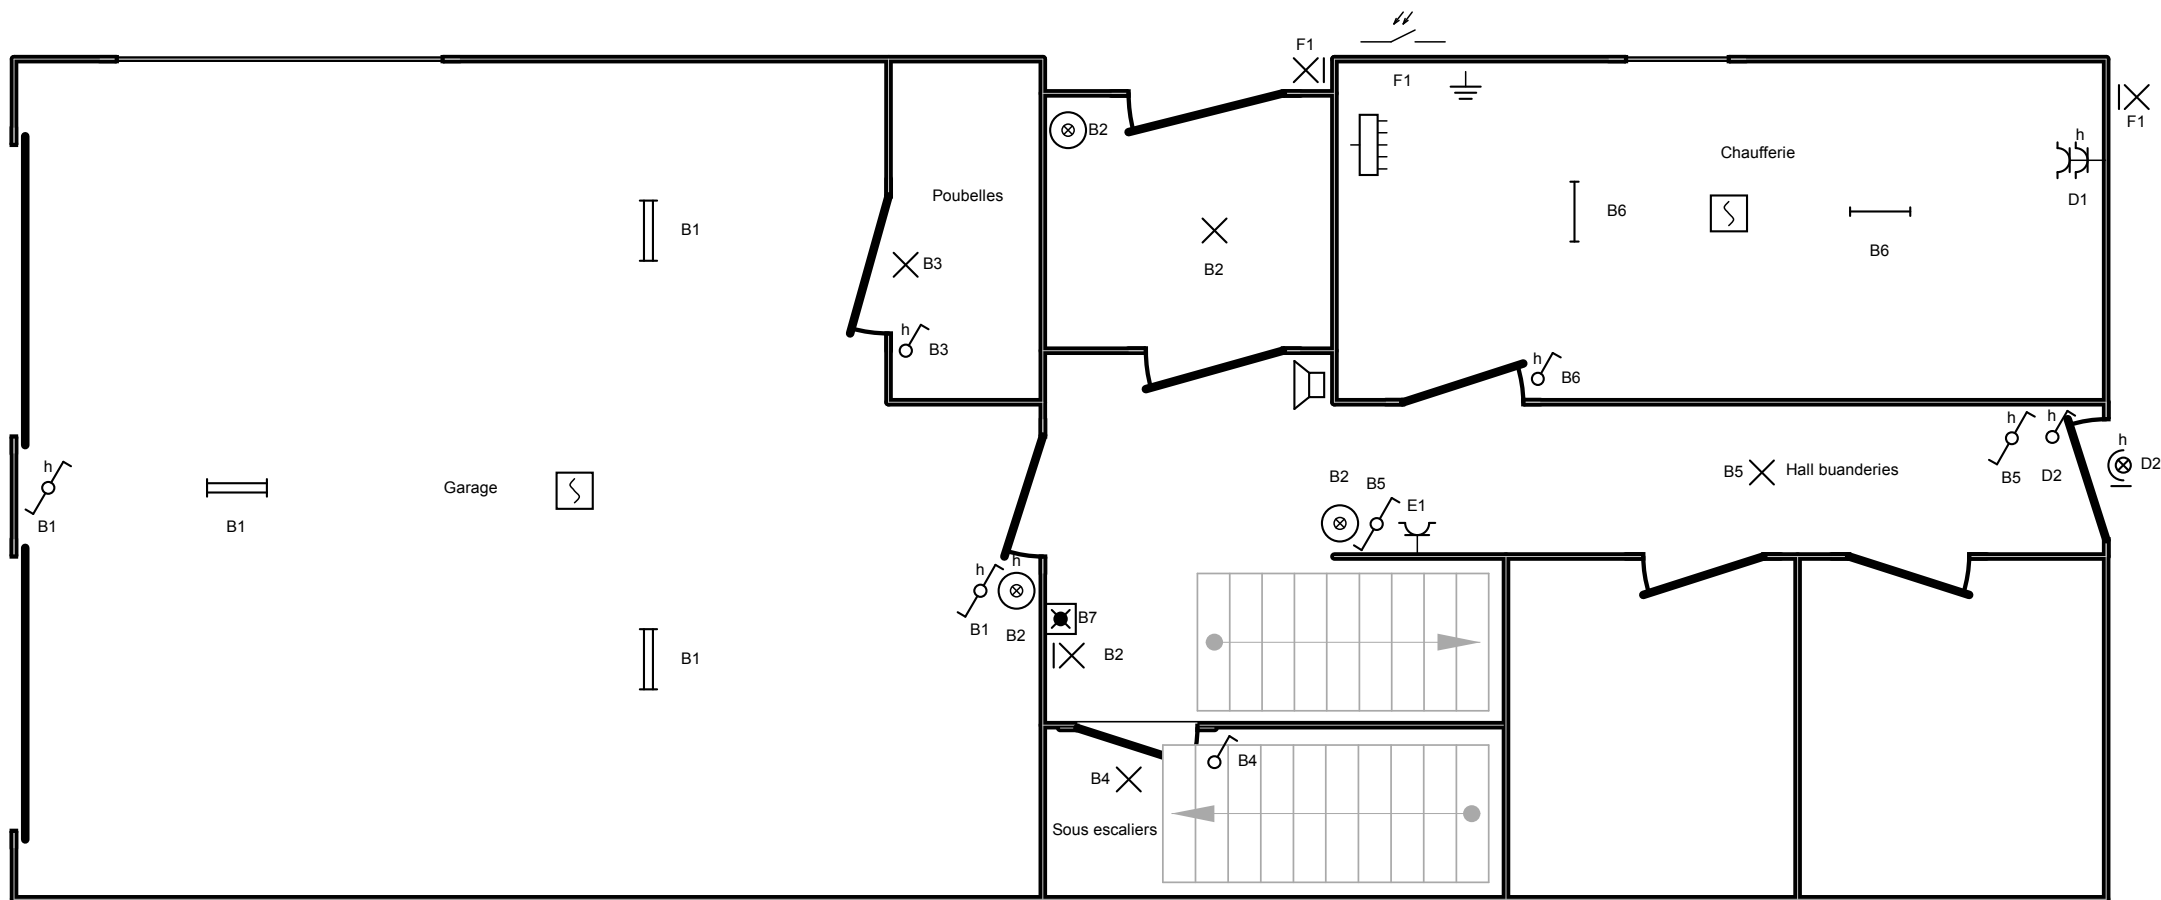 F1
F1
F1
B2
Chaufferie
h
D1
Poubelles
B1
B3
B2
B6
B6
h
B3
h
B6
h
B1
B1
Garage
B2
B5
E1
B5
Hall buanderies
h
B5
h
D2
h
D2
h
B1
h
B2
B7
B2
B1
B4
B4
Sous escaliers